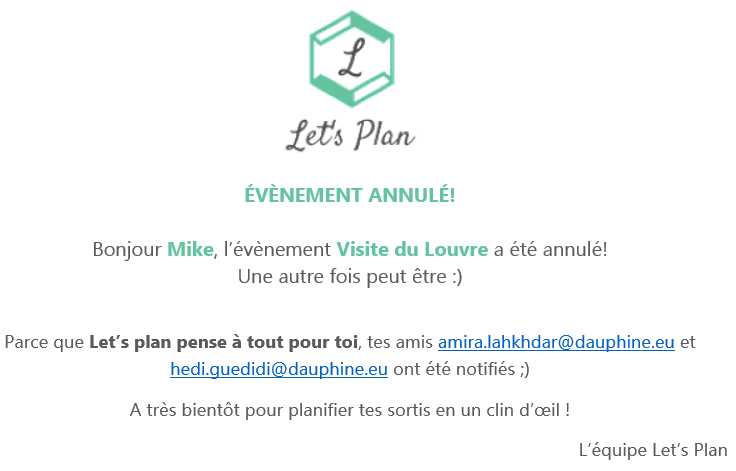 L
Let's Plan
ÉVÈNEMENT ANNULÉ!
Bonjour Mike, l’évènement Visite du Louvre a été annulé!
Une autre fois peut être :)
Parce que Let’s plan pense à tout pour toi, tes amis amira.lahkhdar@dauphine.eu et
hedi.guedidi@dauphine.eu ont été notifiés ;)
A très bientôt pour planifier tes sortis en un clin d’œil !
L’équipe Let’s Plan